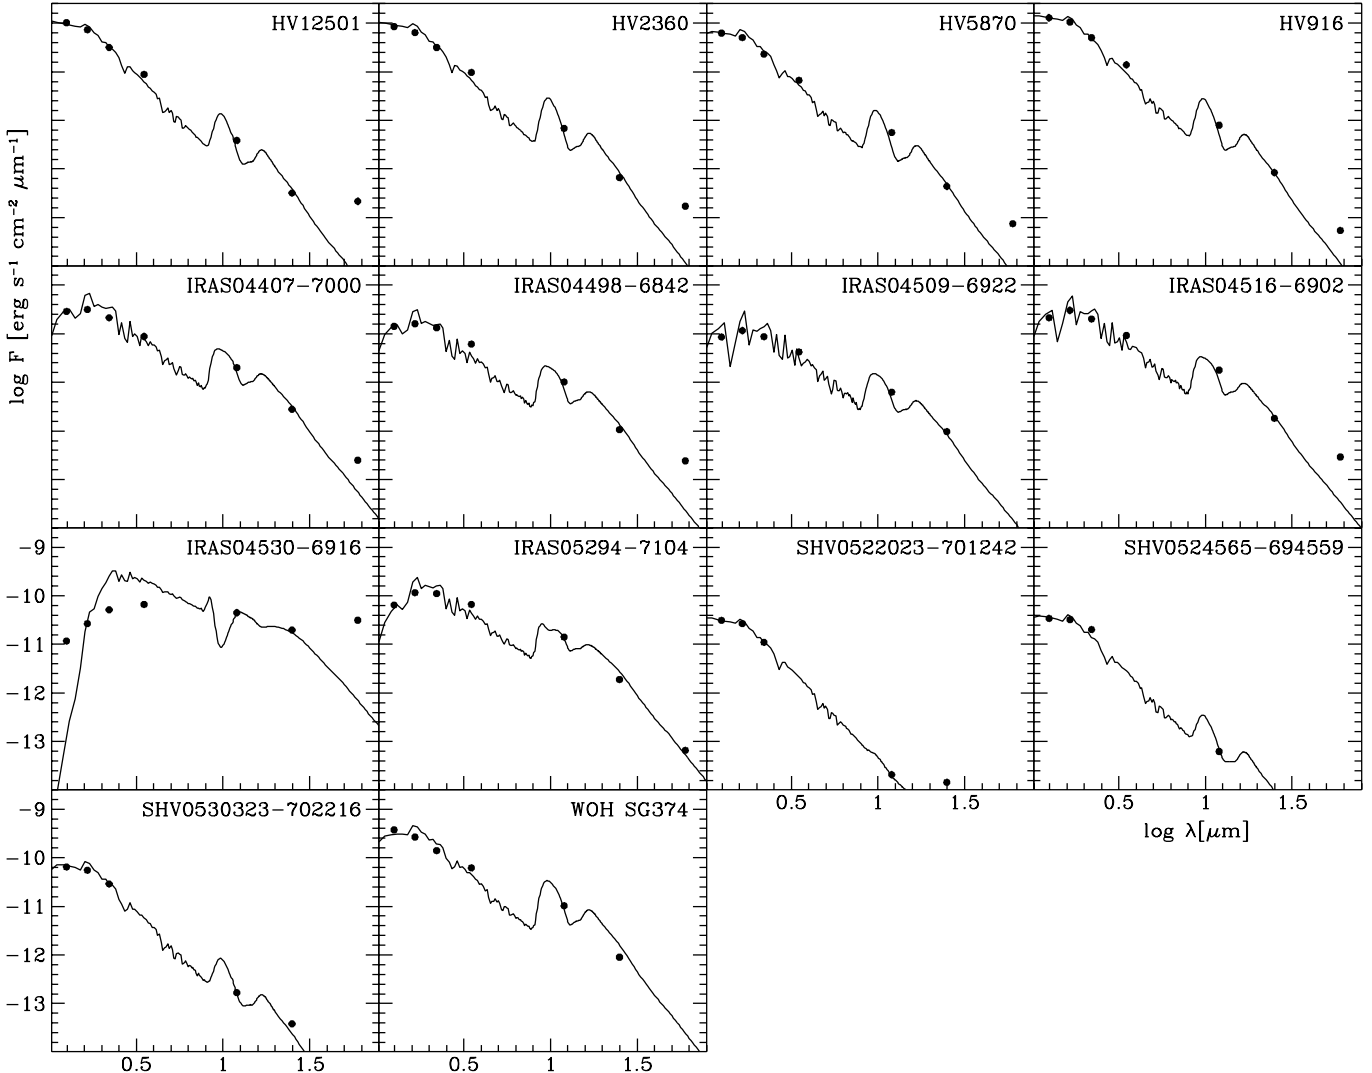 HV12501 HV2360 HV5870 HV916
log F [erg s⁻¹ cm⁻² μm⁻¹]
IRAS04407-7000 IRAS04498-6842 IRAS04509-6922 IRAS04516-6902
-9 IRAS04530-6916 IRAS05294-7104 SHV0522023-701242 SHV0524565-694559
-10
-11
-12
-13
0.5 1 1.5 0.5 1 1.5
log λ[μm]
-9 SHV0530323-702216 WOH SG374
-10
-11
-12
-13
0.5 1 1.5 0.5 1 1.5